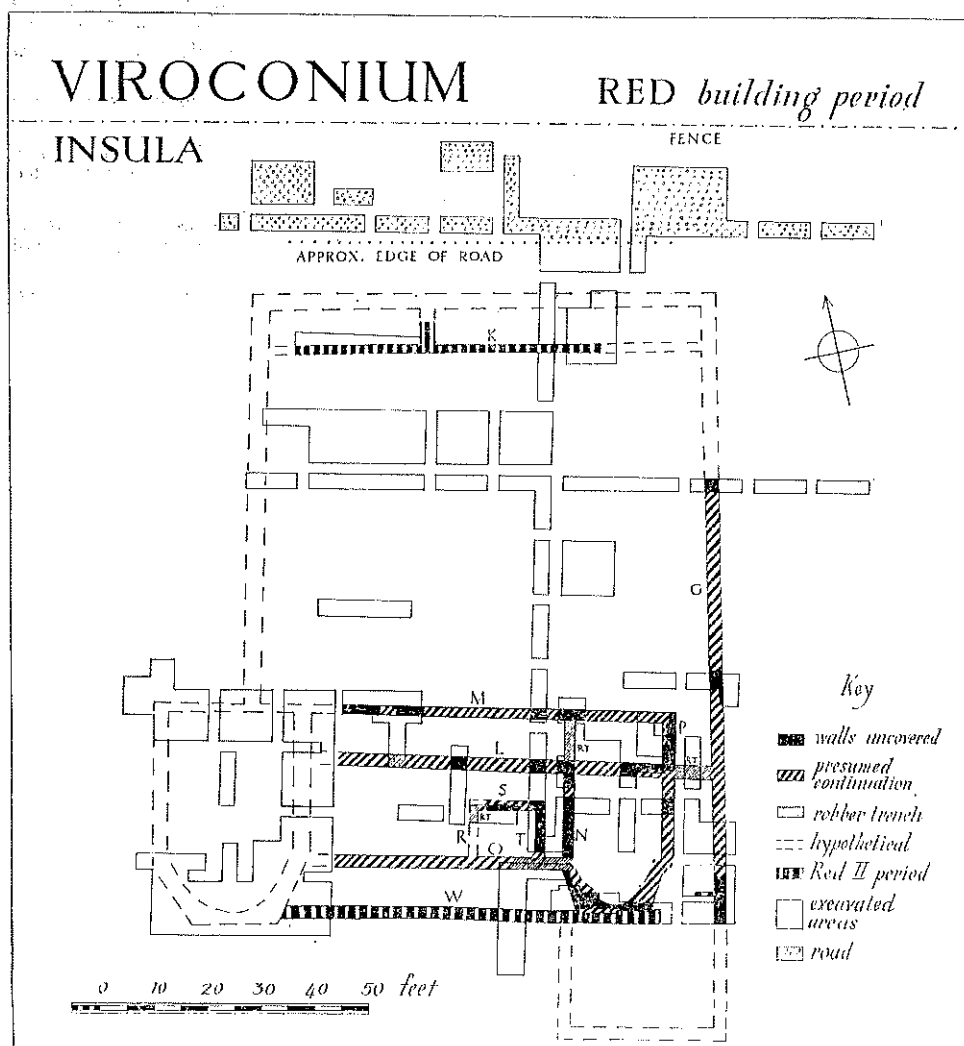 VIROCONIUM
RED building period
INSULA
FENCE
APPROX. EDGE OF ROAD
K
G
M
P
L
RT
RT
S
RT
R
T
N
O
W
Key
walls uncovered
presumed continuation
robber trench
hypothetical
Red II period
excavated areas
road
0 10 20 30 40 50 feet